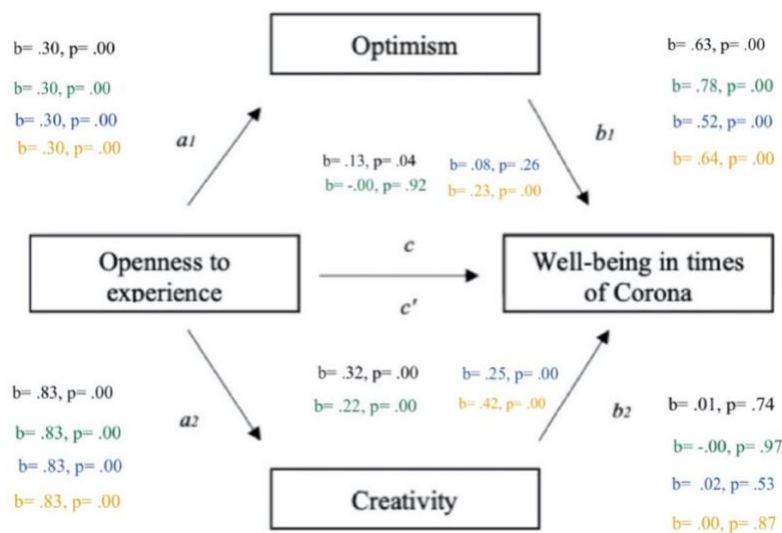 Optimism
b= .30, p= .00
b= .30, p= .00
b= .30, p= .00
b= .30, p= .00
a1
b= .63, p= .00
b= .78, p= .00
b= .52, p= .00
b= .64, p= .00
b1
b= .13, p= .04 b= .08, p= .26
b= -.00, p= .92 b= .23, p= .00
Openness to
experience
c
c'
Well-being in times
of Corona
b= .32, p= .00 b= .25, p= .00
b= .22, p= .00 b= .42, p= .00
b= .83, p= .00
b= .83, p= .00
b= .83, p= .00
b= .83, p= .00
a2
b2
b= .01, p= .74
b= -.00, p= .97
b= .02, p= .53
b= .00, p= .87
Creativity